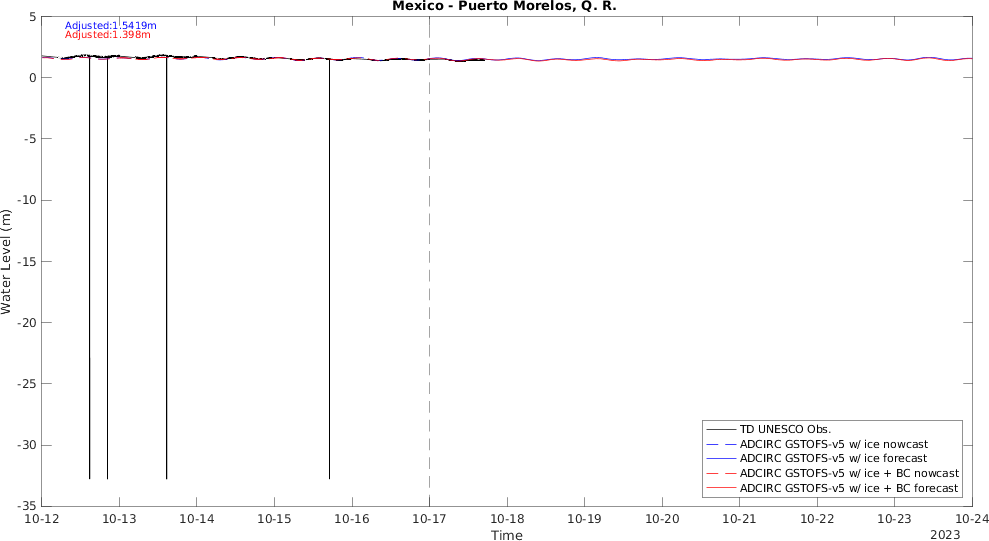 Mexico - Puerto Morelos, Q. R.
Adjusted:1.5419m
Adjusted:1.398m
Water Level (m)
5
0
-5
-10
-15
-20
-25
-30
-35
TD UNESCO Obs.
ADCIRC GSTOFS-v5 w/ ice nowcast
ADCIRC GSTOFS-v5 w/ ice forecast
ADCIRC GSTOFS-v5 w/ ice + BC nowcast
ADCIRC GSTOFS-v5 w/ ice + BC forecast
10-12 10-13 10-14 10-15 10-16 10-17 10-18 10-19 10-20 10-21 10-22 10-23 10-24
Time
2023